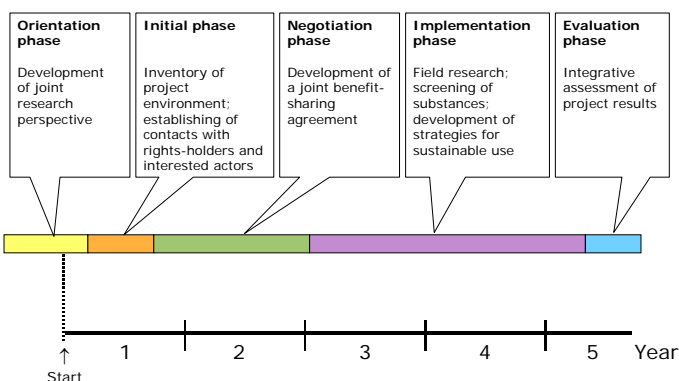 Orientation
phase
Development
of joint
research
perspective
Initial phase
Inventory of
project
environment;
establishing of
contacts with
rights-holders and
interested actors
Negotiation
phase
Development of
a joint benefit-
sharing
agreement
Implementation
phase
Field research;
screening of
substances;
development of
strategies for
sustainable use
Evaluation
phase
Integrative
assessment of
project results
1 2 3 4 5 Year
↑
Start